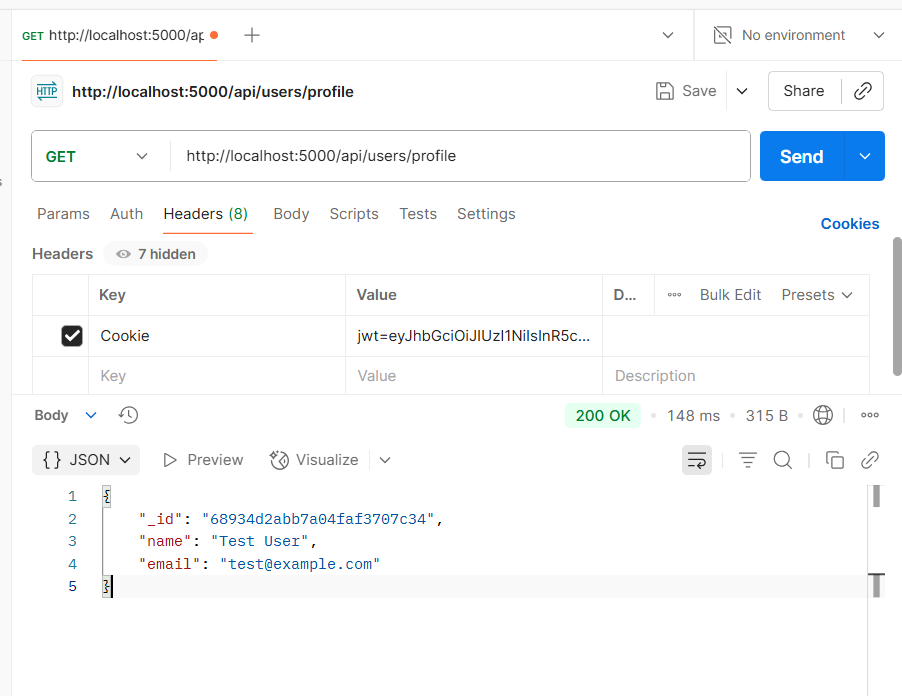 GET http://localhost:5000/ap
No environment
HTTP http://localhost:5000/api/users/profile
Save
Share
GET http://localhost:5000/api/users/profile
Send
Params Auth Headers (8) Body Scripts Tests Settings
Cookies
Headers 7 hidden
Key Value D... Bulk Edit Presets
Cookie jwt=eyJhbGciOiJIUzI1NiIsInR5c...
Key Value Description
Body 200 OK 148 ms 315 B
{} JSON Preview Visualize
1 {
2 "_id": "68934d2abb7a04faf3707c34",
3 "name": "Test User",
4 "email": "test@example.com"
5 }